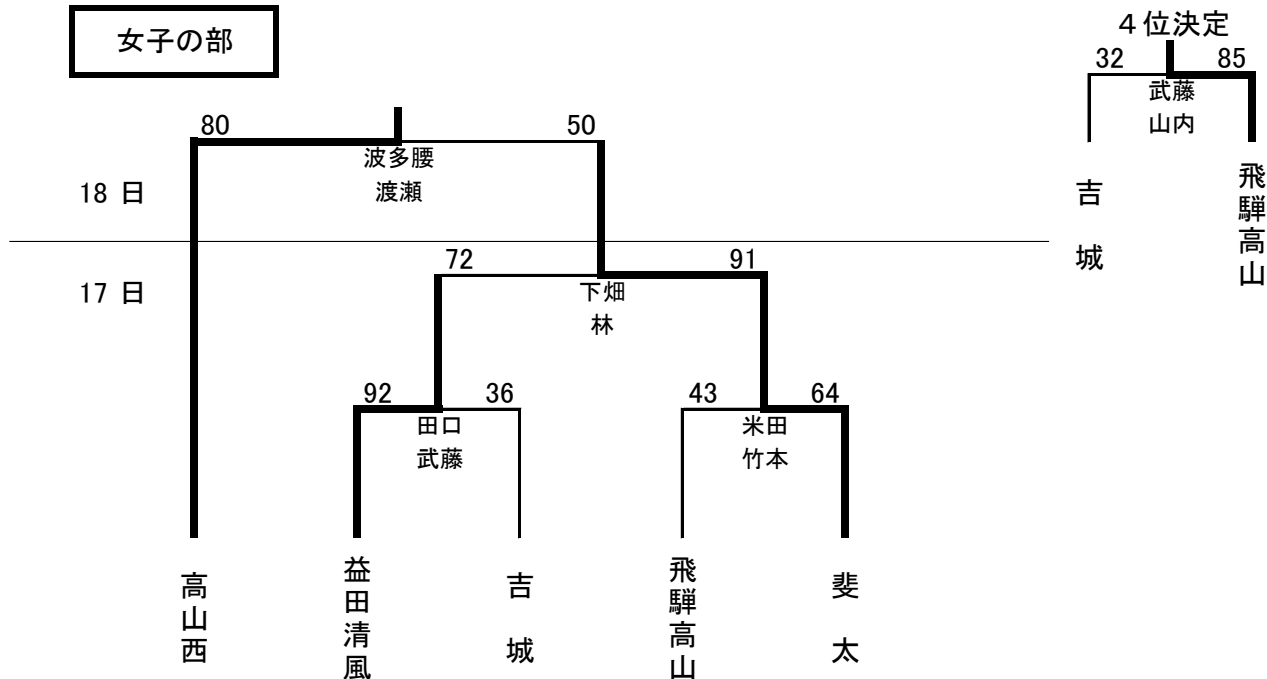 女子の部
4位決定
32 85
武藤
山内
吉城
飛騨高山
80 50
波多腰
渡瀬
18 日
17 日
72 91
下畑
林
92 36
田口
武藤
43 64
米田
竹本
高山西
益田清風
吉城
飛騨高山
斐太